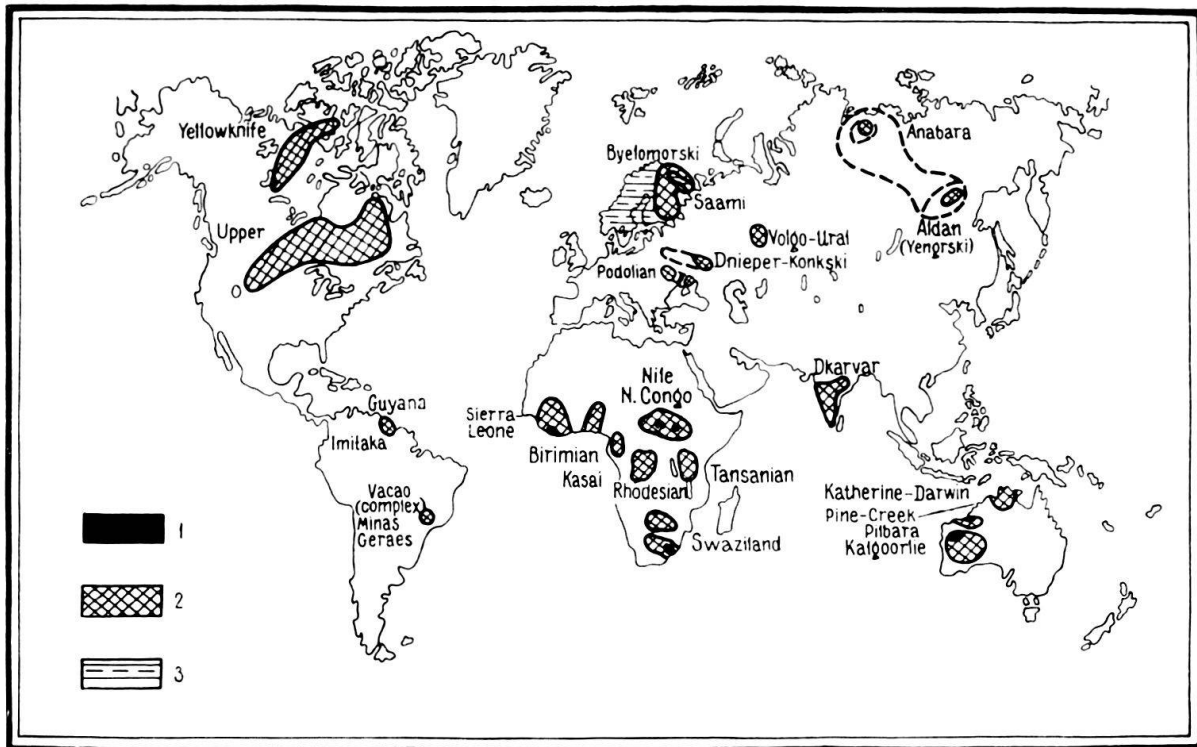 Yellowknife
Anabara
Byelomorski
Saami
Upper
Volgo-Ural
Aldan
(Yengrski)
Podolian
Dnieper-Konkski
Dkarvar
Nile
N. Congo
Guyana
Sierra
Leone
Imitaka
Birimian
Kasai
Tansanian
Rhodesian
Vacao
(complex)
Minas
Geraes
Katherine-Darwin
Pine-Creek
Pilbara
Kalgoorlie
Swaziland
1
2
3